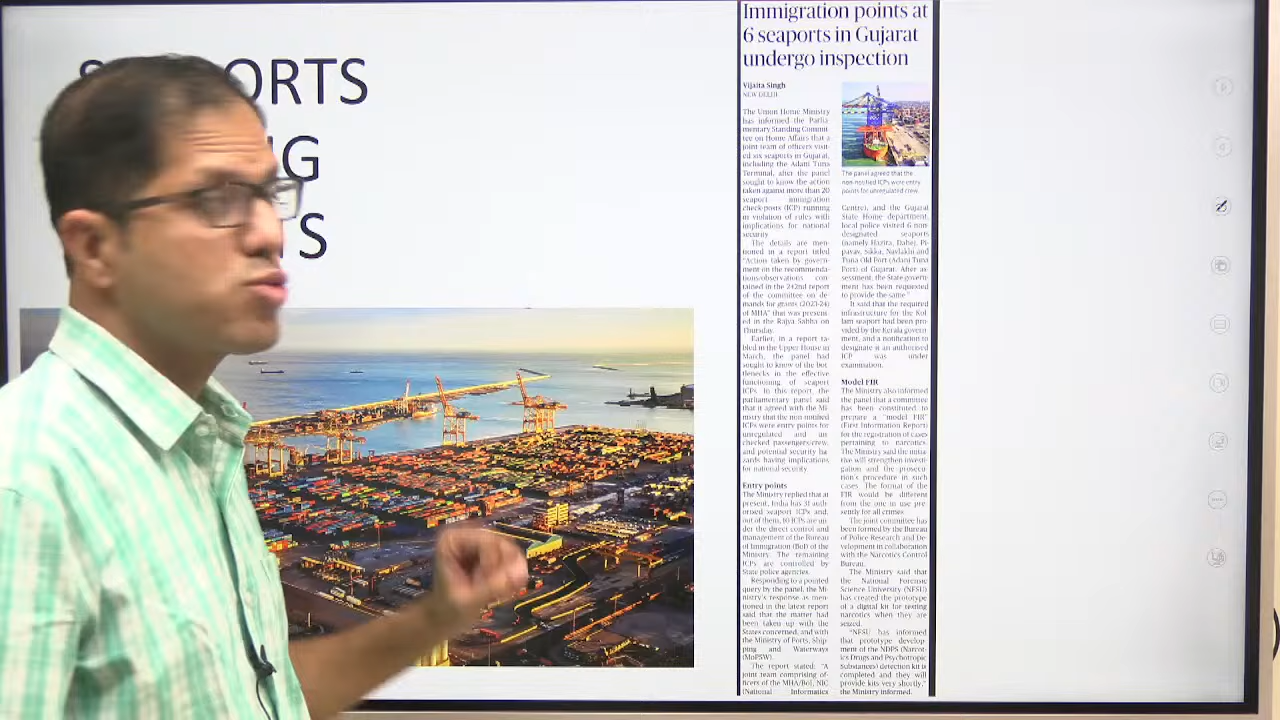 ORTS
G
S
Immigration points at
6 seaports in Gujarat
undergo inspection
Vijaita Singh
NEW DELHI
The Union Home Ministry
has informed the Parlia-
mentary Standing Commit-
tee on Home Affairs that a
joint team of officers visit-
ed six seaports in Gujarat,
including the Adani Tuna
Terminal, after the panel
sought to know the action
taken against more than 20
seaport immigration
check-posts (ICP) running
in violation of rules with
implications for national
security.
The details are men-
tioned in a report titled
"Action taken by govern-
ment on the recommenda-
tions/observations con-
tained in the 242nd report
of the committee on de-
mands for grants (2023-24)
of MHA" that was present-
ed in the Rajya Sabha on
Thursday.
Earlier, in a report ta-
bled in the Upper House in
March, the panel had
sought to know of the bot-
tlenecks in the effective
functioning of seaport
ICPs. In this report, the
parliamentary panel said
that it agreed with the Mi-
nistry that the non-notified
ICPs were entry points for
unregulated and un-
checked passengers/crew,
and potential security ha-
zards having implications
for national security.
Entry points
The Ministry replied that at
present, India has 31 auth-
orised seaport ICPs and,
out of them, 10 ICPs are un-
der the direct control and
management of the Bureau
of Immigration (BoI) of the
Ministry. The remaining
ICPs are controlled by
State police agencies.
Responding to a pointed
query by the panel, the Mi-
nistry's response as men-
tioned in the latest report
said that the matter had
been taken up with the
States concerned, and with
the Ministry of Ports, Ship-
ping and Waterways
(MoPSW).
The report stated: "A
joint team comprising of-
ficers of the MHA/BoI, NIC
(National Informatics
The panel agreed that the
non-notified ICPs were entry
points for unregulated crew.
Centre), and the Gujarat
State Home department,
local police visited 6 non-
designated seaports
(namely Hazira, Dahej, Pi-
pavav, Sikka, Navlakhi and
Tuna Old Port (Adani Tuna
Port) of Gujarat. After as-
sessment, the State govern-
ment has been requested
to provide the same."
It said that the required
infrastructure for the Kol-
lam seaport had been pro-
vided by the Kerala govern-
ment, and a notification to
designate it an authorised
ICP was under
examination.
Model FIR
The Ministry also informed
the panel that a committee
has been constituted to
prepare a "model FIR"
(First Information Report)
for the registration of cases
pertaining to narcotics.
The Ministry said the initia-
tive will strengthen investi-
gation and the prosecu-
tion's procedure in such
cases. The format of the
FIR would be different
from the one in use pre-
sently for all crimes.
The joint committee has
been formed by the Bureau
of Police Research and De-
velopment in collaboration
with the Narcotics Control
Bureau.
The Ministry said that
the National Forensic
Science University (NFSU)
has created the prototype
of a digital kit for testing
narcotics when they are
seized.
"NFSU has informed
that prototype develop-
ment of the NDPS (Narcot-
ics Drugs and Psychotropic
Substances) detection kit is
completed and they will
provide kits very shortly,"
the Ministry informed.